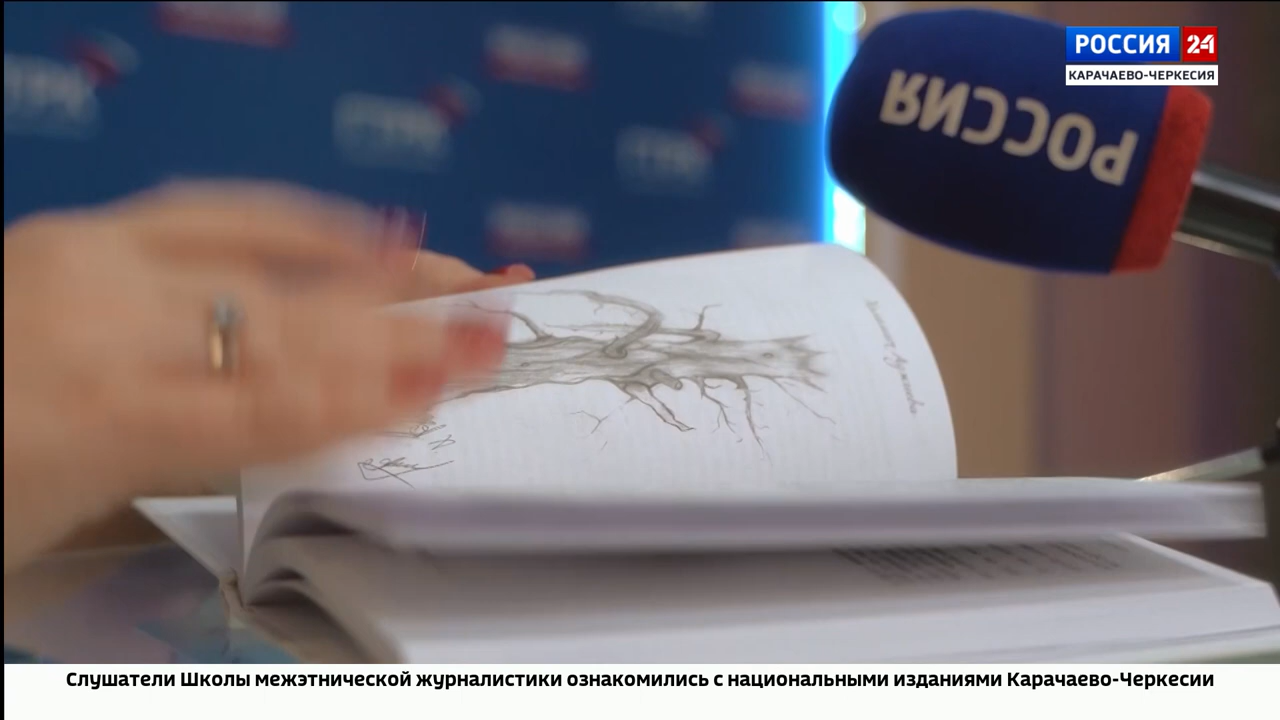 РОССИЯ 24
КАРАЧАЕВО-ЧЕРКЕСИЯ
РОССИЯ
Слушатели Школы межэтнической журналистики ознакомились с национальными изданиями Карачаево-Черкесии